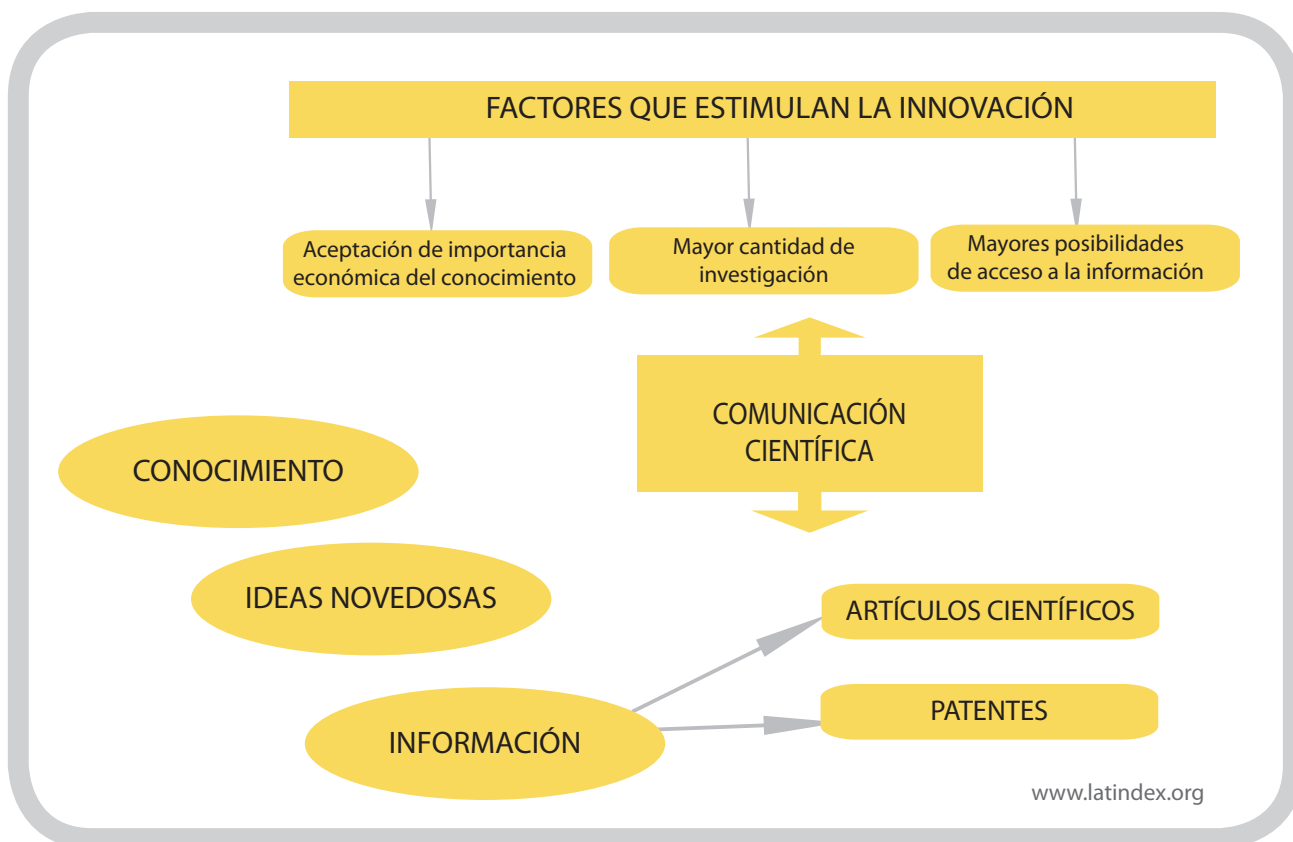 FACTORES QUE ESTIMULAN LA INNOVACIÓN
Aceptación de importancia
económica del conocimiento
Mayor cantidad de
investigación
Mayores posibilidades
de acceso a la información
COMUNICACIÓN
CIENTÍFICA
CONOCIMIENTO
IDEAS NOVEDOSAS
INFORMACIÓN
ARTÍCULOS CIENTÍFICOS
PATENTES
www.latindex.org